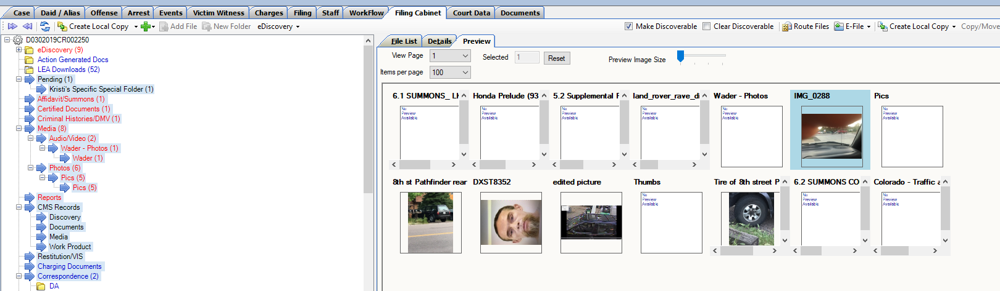 Case Daid / Alias Offense Arrest Events Victim Witness Charges Filing Staff WorkFlow Filing Cabinet Court Data Documents
Create Local Copy Add File New Folder eDiscovery Make Discoverable Clear Discoverable Route Files E-File Create Local Copy Copy/Move
D0302019CR002250
eDiscovery (9)
Action Generated Docs
LEA Downloads (52)
Pending (1)
Kristi's Specific Special Folder (1)
Affidavit/Summons (1)
Certified Documents (1)
Criminal Histories/DMV (1)
Media (8)
Audio/Video (2)
Wader - Photos (1)
Wader (1)
Photos (6)
Pics (5)
Pics (5)
Reports
CMS Records
Discovery
Documents
Media
Work Product
Restitution/VIS
Charging Documents
Correspondence (2)
DA
File List Details Preview
View Page 1 Selected 1 Reset Preview Image Size
Items per page 100
6.1 SUMMONS_ Honda Prelude (93 5.2 Supplemental land_rover_rave_di Wader - Photos IMG_0288 Pics
No Preview Available
No Preview Available
No Preview Available
No Preview Available
No Preview Available
No Preview Available
8th st Pathfinder rear DXST8352 edited picture Thumbs Tire of 8th street P 6.2 SUMMONS CO Colorado - Traffic a
No Preview Available
No Preview Available
No Preview Available